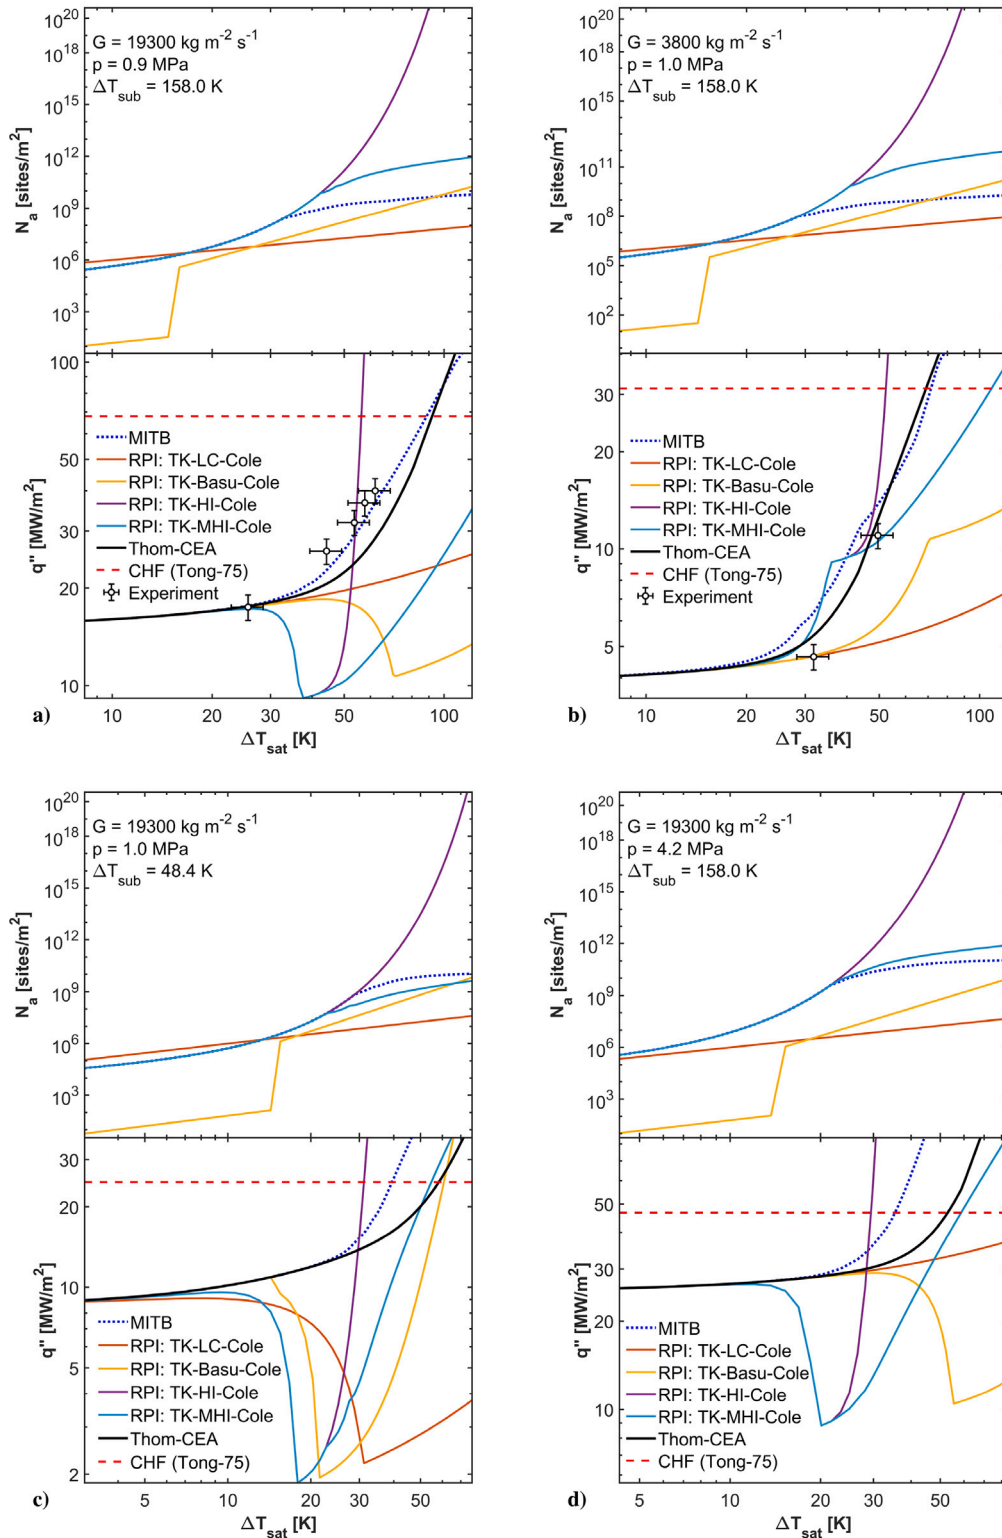 10^20
10^18
10^15
10^12
10^9
10^6
10^3
N_a [sites/m^2]
G = 19300 kg m^-2 s^-1
p = 0.9 MPa
ΔT_sub = 158.0 K
100
50
30
20
10
q'' [MW/m^2]
MITB
RPI: TK-LC-Cole
RPI: TK-Basu-Cole
RPI: TK-HI-Cole
RPI: TK-MHI-Cole
Thom-CEA
CHF (Tong-75)
Experiment
10 20 30 50 100
a)
ΔT_sat [K]
10^20
10^17
10^14
10^11
10^8
10^5
10^2
N_a [sites/m^2]
G = 3800 kg m^-2 s^-1
p = 1.0 MPa
ΔT_sub = 158.0 K
30
20
10
5
q'' [MW/m^2]
MITB
RPI: TK-LC-Cole
RPI: TK-Basu-Cole
RPI: TK-HI-Cole
RPI: TK-MHI-Cole
Thom-CEA
CHF (Tong-75)
Experiment
10 20 30 50 100
b)
ΔT_sat [K]
10^20
10^18
10^15
10^12
10^9
10^6
10^3
N_a [sites/m^2]
G = 19300 kg m^-2 s^-1
p = 1.0 MPa
ΔT_sub = 48.4 K
30
20
10
5
2
q'' [MW/m^2]
MITB
RPI: TK-LC-Cole
RPI: TK-Basu-Cole
RPI: TK-HI-Cole
RPI: TK-MHI-Cole
Thom-CEA
CHF (Tong-75)
5 10 20 30 50
c)
ΔT_sat [K]
10^20
10^18
10^15
10^12
10^9
10^6
10^3
N_a [sites/m^2]
G = 19300 kg m^-2 s^-1
p = 4.2 MPa
ΔT_sub = 158.0 K
50
30
20
10
q'' [MW/m^2]
MITB
RPI: TK-LC-Cole
RPI: TK-Basu-Cole
RPI: TK-HI-Cole
RPI: TK-MHI-Cole
Thom-CEA
CHF (Tong-75)
5 10 20 30 50
d)
ΔT_sat [K]